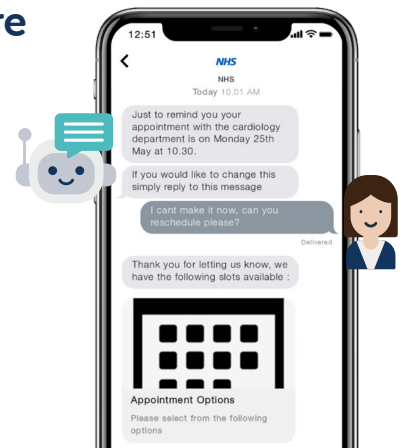 re
12:51
NHS
NHS
Today 10.01 AM
Just to remind you your
appointment with the cardiology
department is on Monday 25th
May at 10.30.
If you would like to change this
simply reply to this message
I cant make it now, can you
reschedule please?
Delivered
Thank you for letting us know, we
have the following slots available :
Appointment Options
Please select from the following
options